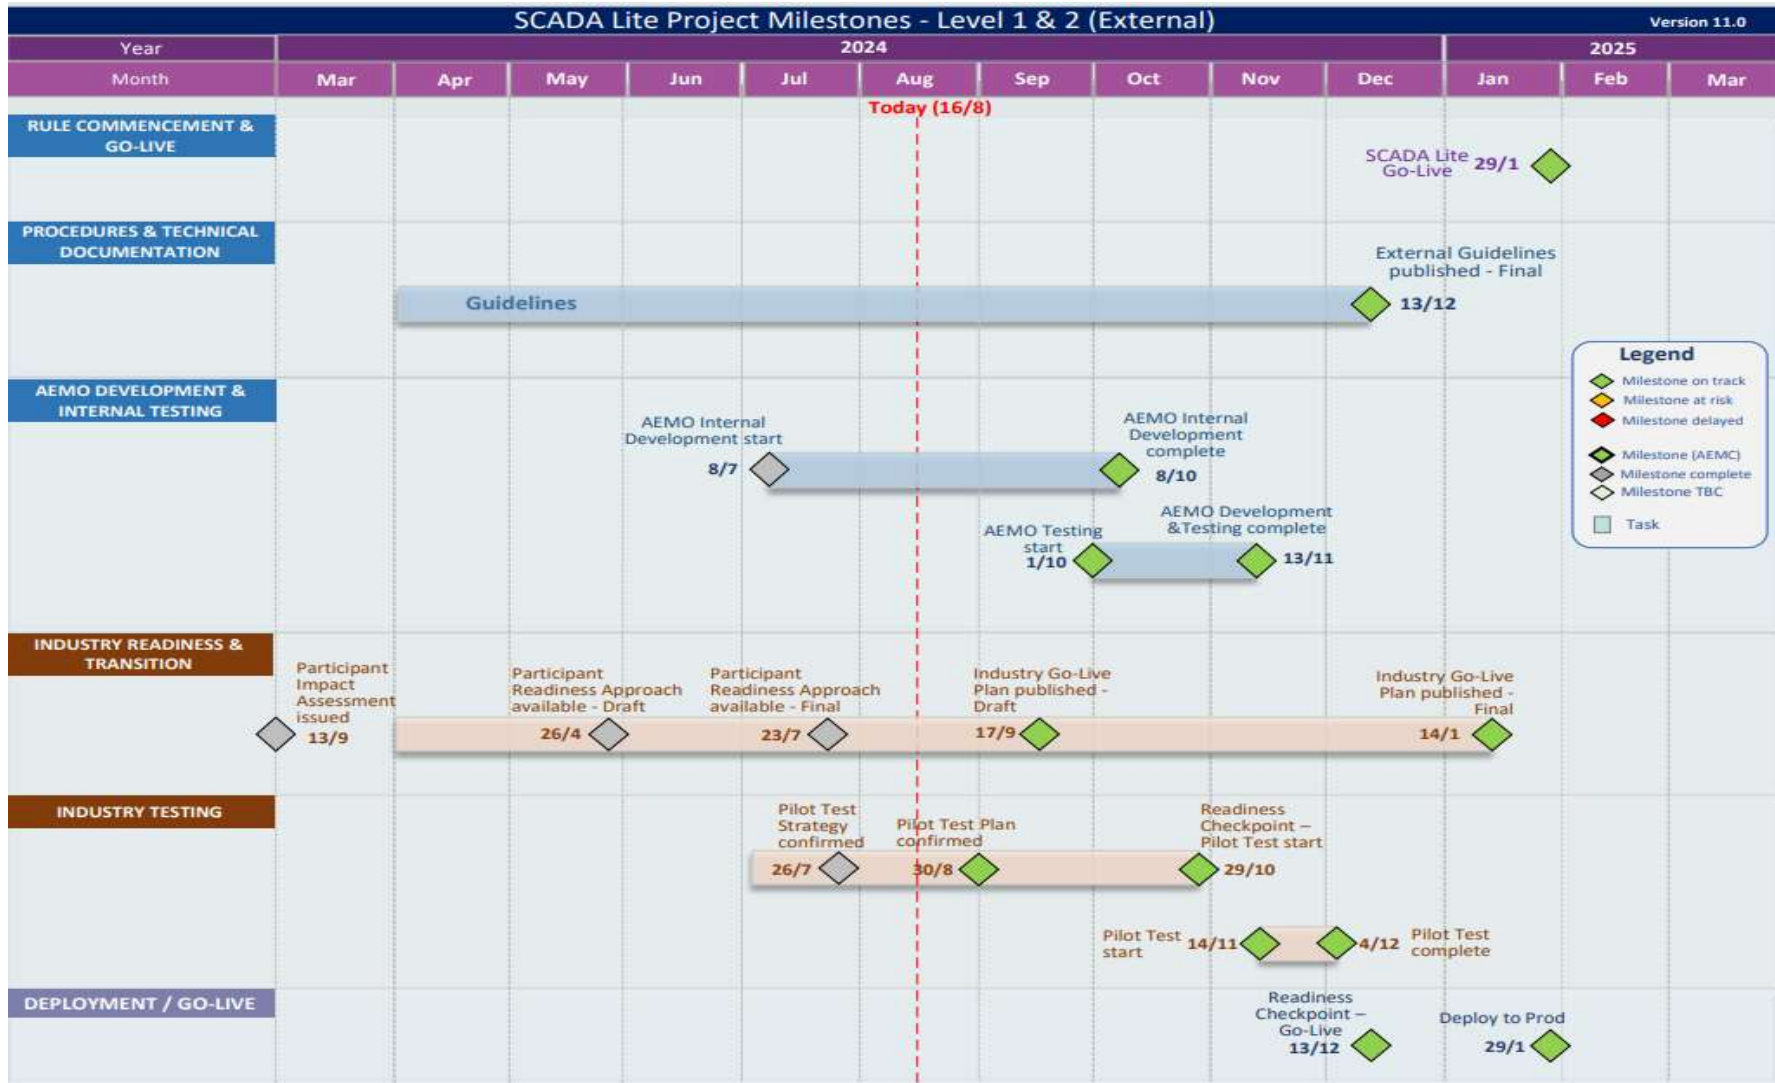 SCADA Lite Project Milestones - Level 1 & 2 (External)
Version 11.0
Year
2024
2025
Month
Mar
Apr
May
Jun
Jul
Aug
Sep
Oct
Nov
Dec
Jan
Feb
Mar
Today (16/8)
RULE COMMENCEMENT &
GO-LIVE
SCADA Lite
Go-Live
29/1
PROCEDURES & TECHNICAL
DOCUMENTATION
External Guidelines
published - Final
Guidelines
13/12
Legend
Milestone on track
Milestone at risk
Milestone delayed
Milestone (AEMC)
Milestone complete
Milestone TBC
Task
AEMO DEVELOPMENT &
INTERNAL TESTING
AEMO Internal
Development start
8/7
AEMO Internal
Development
complete
8/10
AEMO Testing
start
1/10
AEMO Development
&Testing complete
13/11
INDUSTRY READINESS &
TRANSITION
Participant
Impact
Assessment
issued
13/9
Participant
Readiness Approach
available - Draft
26/4
Participant
Readiness Approach
available - Final
23/7
Industry Go-Live
Plan published -
Draft
17/9
Industry Go-Live
Plan published -
Final
14/1
INDUSTRY TESTING
Pilot Test
Strategy
confirmed
26/7
Pilot Test Plan
confirmed
30/8
Readiness
Checkpoint –
Pilot Test start
29/10
Pilot Test
start
14/11
4/12
Pilot Test
complete
DEPLOYMENT / GO-LIVE
Readiness
Checkpoint –
Go-Live
13/12
Deploy to Prod
29/1